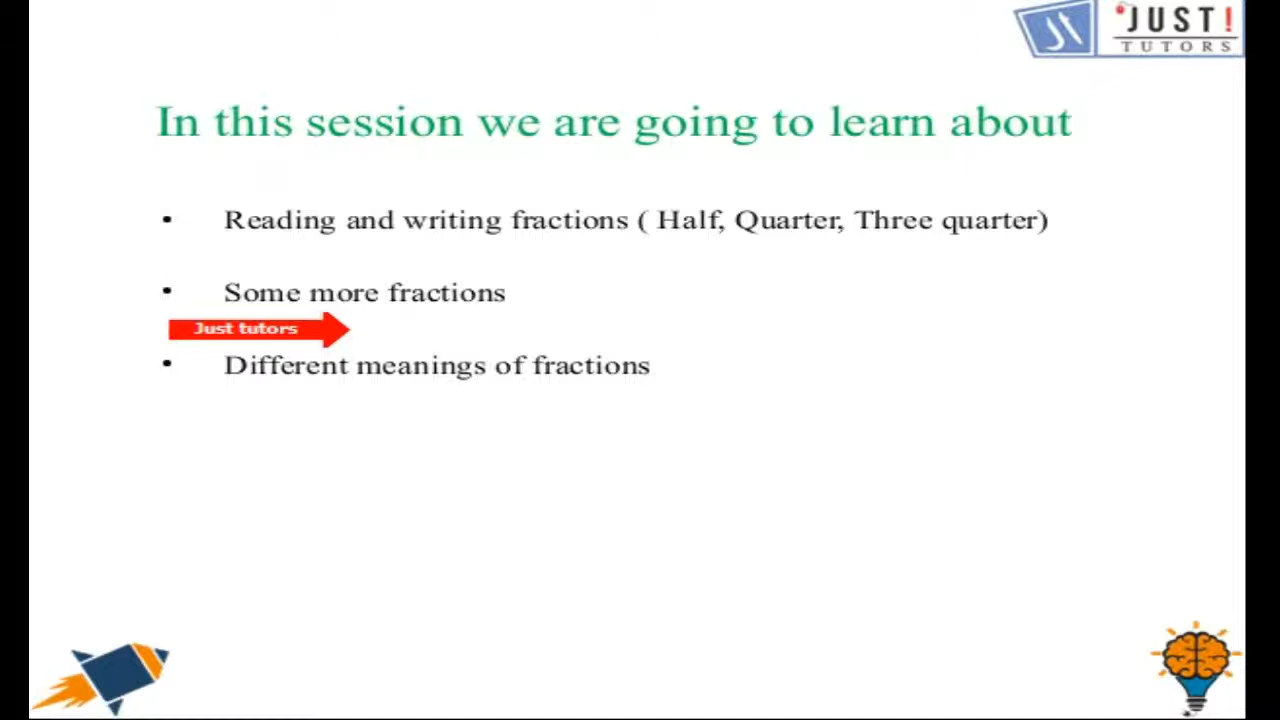 JUST!
TUTORS
In this session we are going to learn about
• Reading and writing fractions ( Half, Quarter, Three quarter)
• Some more fractions
Just tutors
• Different meanings of fractions